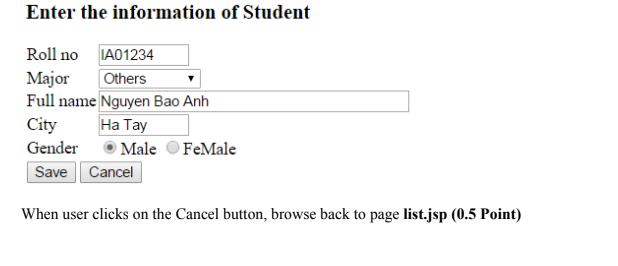 Enter the information of Student
Roll no IA01234
Major Others
Full name Nguyen Bao Anh
City Ha Tay
Gender Male FeMale
Save Cancel
When user clicks on the Cancel button, browse back to page list.jsp (0.5 Point)